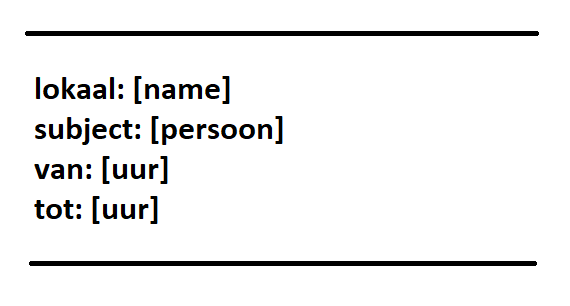 lokaal: [name]
subject: [persoon]
van: [uur]
tot: [uur]